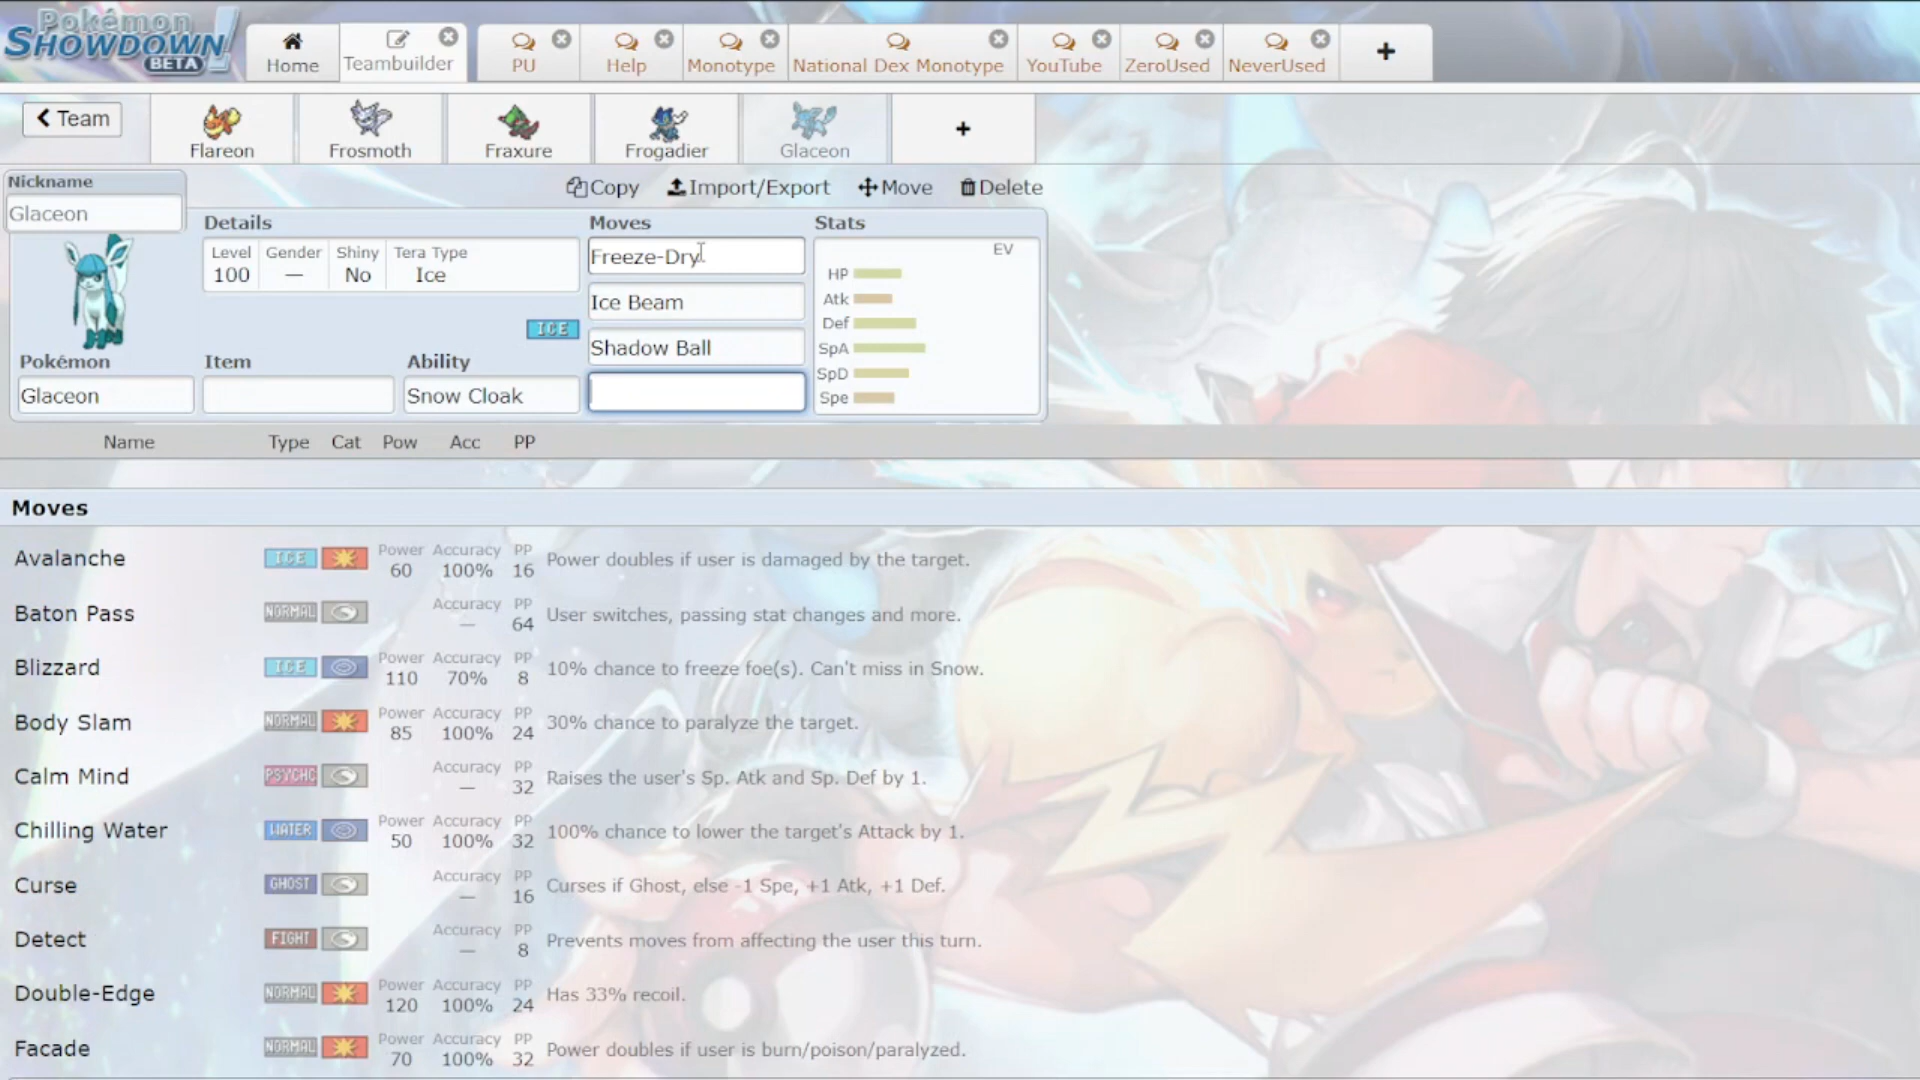 Pokémon
SHOWDOWN!
BETA
Home
Teambuilder
PU
Help
Monotype
National Dex Monotype
YouTube
ZeroUsed
NeverUsed
+
Team
Flareon
Frosmoth
Fraxure
Frogadier
Glaceon
+
Nickname
Glaceon
Copy
Import/Export
Move
Delete
Details
Moves
Stats
Level Gender Shiny Tera Type
100 — No Ice
ICE
Freeze-Dry
Ice Beam
Shadow Ball
EV
HP
Atk
Def
SpA
SpD
Spe
Pokémon Item Ability
Glaceon Snow Cloak
Name Type Cat Pow Acc PP
Moves
Avalanche ICE Power 60 Accuracy 100% PP 16 Power doubles if user is damaged by the target.
Baton Pass NORMAL Accuracy — PP 64 User switches, passing stat changes and more.
Blizzard ICE Power 110 Accuracy 70% PP 8 10% chance to freeze foe(s). Can't miss in Snow.
Body Slam NORMAL Power 85 Accuracy 100% PP 24 30% chance to paralyze the target.
Calm Mind PSYCHC Accuracy — PP 32 Raises the user's Sp. Atk and Sp. Def by 1.
Chilling Water WATER Power 50 Accuracy 100% PP 32 100% chance to lower the target's Attack by 1.
Curse GHOST Accuracy — PP 16 Curses if Ghost, else -1 Spe, +1 Atk, +1 Def.
Detect FIGHT Accuracy — PP 8 Prevents moves from affecting the user this turn.
Double-Edge NORMAL Power 120 Accuracy 100% PP 24 Has 33% recoil.
Facade NORMAL Power 70 Accuracy 100% PP 32 Power doubles if user is burn/poison/paralyzed.